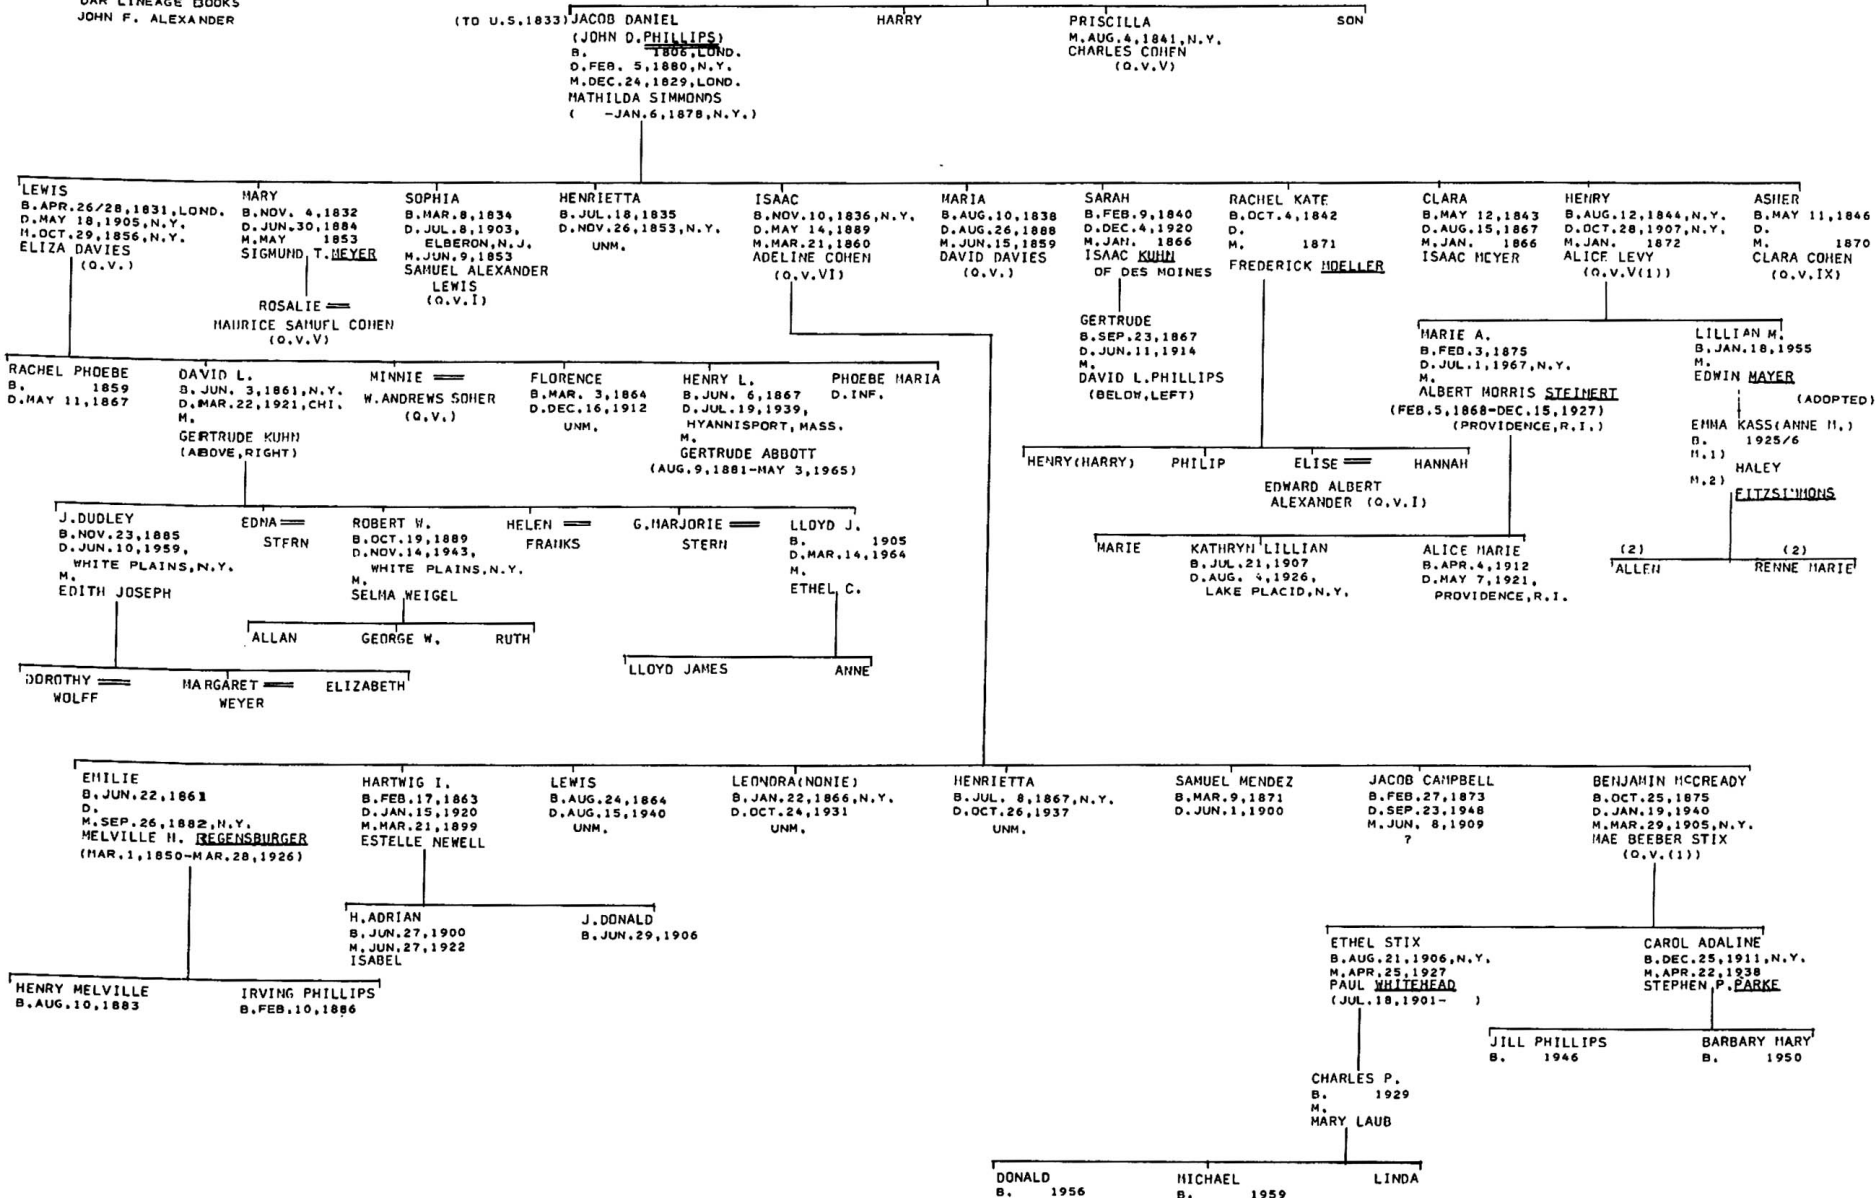 DAR LINEAGE BOOKS
JOHN F. ALEXANDER
(TO U.S.1833) JACOB DANIEL
(JOHN D.PHILLIPS)
B. 1806,LOND.
D.FEB. 5,1880,N.Y.
M.DEC.24,1829,LOND.
MATHILDA SIMMONDS
( -JAN.6,1878,N.Y.)
HARRY
PRISCILLA
M.AUG.4,1841,N.Y.
CHARLES COHEN
(Q.V.V)
SON
LEWIS
B.APR.26/28,1831,LOND.
D.MAY 18,1905,N.Y.
M.OCT.29,1856,N.Y.
ELIZA DAVIES
(Q.V.)
MARY
B.NOV. 4,1832
D.JUN.30,1884
M.MAY 1853
SIGMUND T.MEYER
ROSALIE
MAURICE SAMUEL COHEN
(Q.V.V)
SOPHIA
B.MAR.8,1834
D.JUL.8,1903,
ELBERON,N.J.
M.JUN.9,1853
SAMUEL ALEXANDER
LEWIS
(Q.V.I)
HENRIETTA
B.JUL.18,1835
D.NOV.26,1853,N.Y.
UNM.
ISAAC
B.NOV.10,1836,N.Y.
D.MAY 14,1889
M.MAR.21,1860
ADELINE COHEN
(Q.V.VI)
MARIA
B.AUG.10,1838
D.AUG.26,1888
M.JUN.15,1859
DAVID DAVIES
(Q.V.)
SARAH
B.FEB.9,1840
D.DEC.4,1920
M.JAN. 1866
ISAAC KUHN
OF DES MOINES
RACHEL KATE
B.OCT.4,1842
D.
M. 1871
FREDERICK MOELLER
CLARA
B.MAY 12,1843
D.AUG.15,1867
M.JAN. 1866
ISAAC MEYER
HENRY
B.AUG.12,1844,N.Y.
D.OCT.28,1907,N.Y.
M.JAN. 1872
ALICE LEVY
(Q.V.V(1))
ASHER
B.MAY 11,1846
D.
M. 1870
CLARA COHEN
(Q.V.IX)
GERTRUDE
B.SEP.23,1867
D.JUN.11,1914
M.
DAVID L.PHILLIPS
(BELOW,LEFT)
MARIE A.
B.FEB.3,1875
D.JUL.1,1967,N.Y.
M.
ALBERT MORRIS STEINERT
(FEB.5,1868-DEC.15,1927)
(PROVIDENCE,R.I.)
LILLIAN M.
B.JAN.18,1955
M.
EDWIN MAYER
(ADOPTED)
EMMA KASS(ANNE M.)
B. 1925/6
M.1)
HALEY
M.2)
FITZSIMMONS
RACHEL PHOEBE
B. 1859
D.MAY 11,1867
DAVID L.
B. JUN. 3,1861,N.Y.
D.MAR.22,1921,CHI.
M.
GERTRUDE KUHN
(ABOVE,RIGHT)
MINNIE
W.ANDREWS SOHER
(Q.V.)
FLORENCE
B.MAR. 3,1864
D.DEC.16,1912
UNM.
HENRY L.
B.JUN. 6,1867
D.JUL.19,1939,
HYANNISPORT,MASS.
M.
GERTRUDE ABBOTT
(AUG.9,1881-MAY 3,1965)
PHOEBE MARIA
D.INF.
HENRY(HARRY)
PHILIP
ELISE
EDWARD ALBERT
ALEXANDER (Q.V.I)
HANNAH
J.DUDLEY
B.NOV.23,1885
D.JUN.10,1959,
WHITE PLAINS,N.Y.
M.
EDITH JOSEPH
EDNA
STERN
ROBERT W.
B.OCT.19,1889
D.NOV.14,1943,
WHITE PLAINS,N.Y.
M.
SELMA WEIGEL
HELEN
FRANKS
G.MARJORIE
STERN
LLOYD J.
B. 1905
D.MAR.14,1964
M.
ETHEL C.
MARIE
KATHRYN LILLIAN
B.JUL.21,1907
D.AUG. 4,1926,
LAKE PLACID,N.Y.
ALICE MARIE
B.APR.4,1912
D.MAY 7,1921,
PROVIDENCE,R.I.
(2)
ALLEN
(2)
RENNE MARIE
ALLAN
GEORGE W.
RUTH
LLOYD JAMES
ANNE
DOROTHY
WOLFF
MARGARET
WEYER
ELIZABETH
EMILIE
B.JUN.22,1861
D.
M.SEP.26,1882,N.Y.
MELVILLE H. REGENSBURGER
(MAR.1,1850-MAR.28,1926)
HARTWIG I.
B.FEB.17,1863
D.JAN.15,1920
M.MAR.21,1899
ESTELLE NEWELL
LEWIS
B.AUG.24,1864
D.AUG.15,1940
UNM.
LEONORA(NONIE)
B.JAN.22,1866,N.Y.
D.OCT.24,1931
UNM.
HENRIETTA
B.JUL. 8,1867,N.Y.
D.OCT.26,1937
UNM.
SAMUEL MENDEZ
B.MAR.9,1871
D.JUN.1,1900
JACOB CAMPBELL
B.FEB.27,1873
D.SEP.23,1948
M.JUN. 8,1909
?
BENJAMIN MCCREADY
B.OCT.25,1875
D.JAN.19,1940
M.MAR.29,1905,N.Y.
MAE BEEBER STIX
(Q.V.(1))
H.ADRIAN
B.JUN.27,1900
M.JUN.27,1922
ISABEL
J.DONALD
B.JUN.29,1906
ETHEL STIX
B.AUG.21,1906,N.Y.
M.APR.25,1927
PAUL WHITEHEAD
(JUL.18,1901- )
CAROL ADALINE
B.DEC.25,1911,N.Y.
M.APR.22,1938
STEPHEN P.PARKE
HENRY MELVILLE
B.AUG.10,1883
IRVING PHILLIPS
B.FEB.10,1886
JILL PHILLIPS
B. 1946
BARBARY MARY
B. 1950
CHARLES P.
B. 1929
M.
MARY LAUB
DONALD
B. 1956
MICHAEL
B. 1959
LINDA